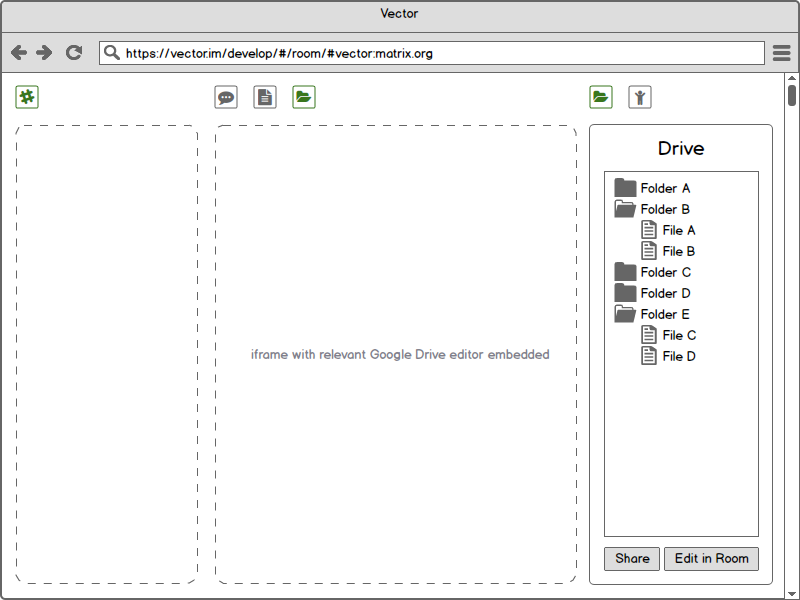 Vector
https://vector.im/develop/#/room/#vector:matrix.org
Drive
Folder A
Folder B
File A
File B
Folder C
Folder D
Folder E
File C
File D
iframe with relevant Google Drive editor embedded
Share
Edit in Room